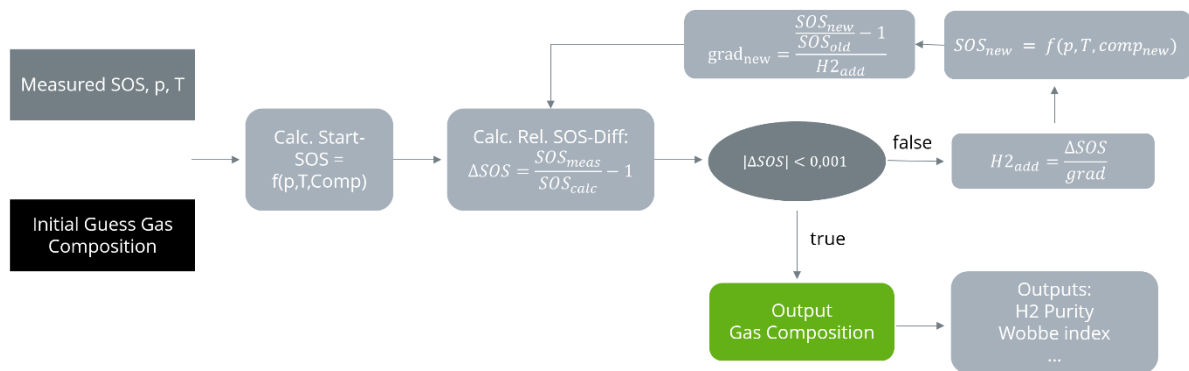 Measured SOS, p, T
Initial Guess Gas
Composition
Calc. Start-
SOS =
f(p,T,Comp)
Calc. Rel. SOS-Diff:
ΔSOS = SOS_meas / SOS_calc − 1
|ΔSOS| < 0,001
false
true
H2_add = ΔSOS / grad
SOS_new = f(p, T, comp_new)
grad_new = (SOS_new / SOS_old − 1) / H2_add
Output
Gas Composition
Outputs:
H2 Purity
Wobbe index
...